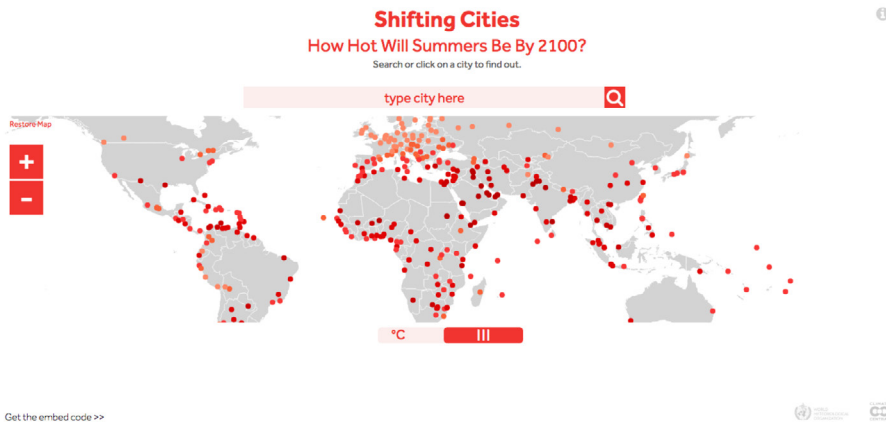 Shifting Cities
How Hot Will Summers Be By 2100?
Search or click on a city to find out.
type city here
Restore Map
+
-
°C
Get the embed code >>